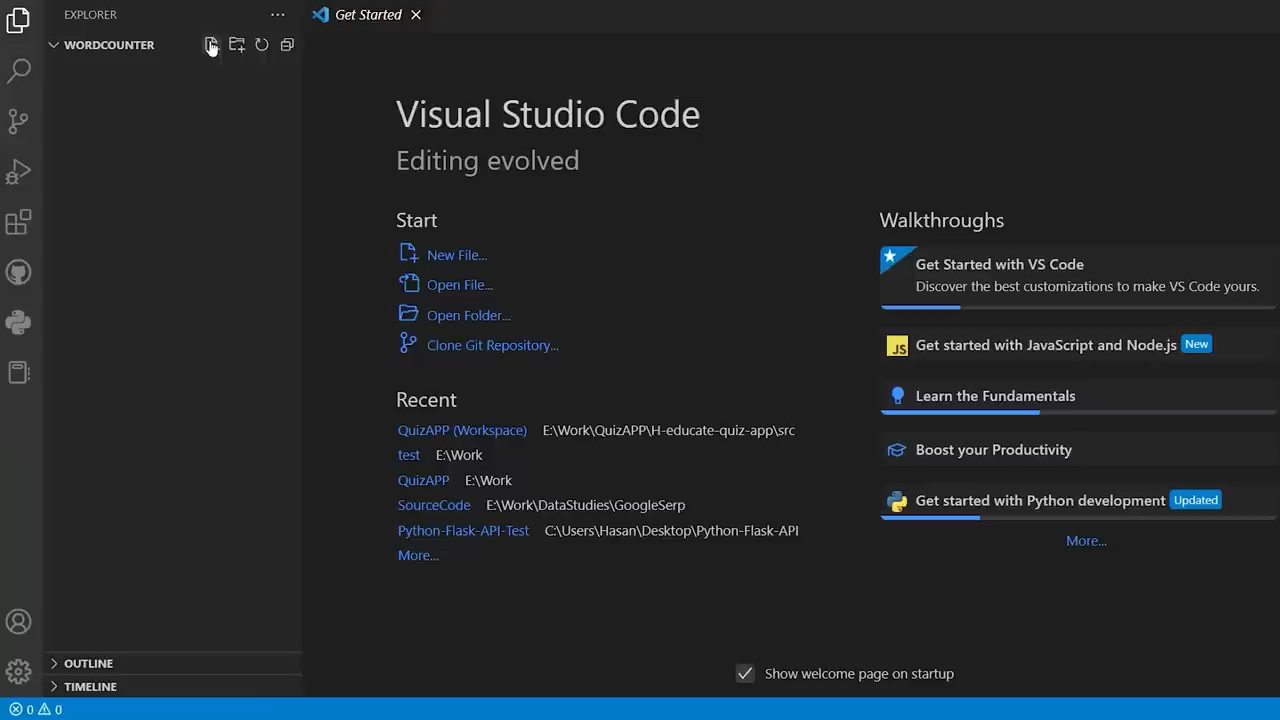 EXPLORER
WORDCOUNTER
Get Started
Visual Studio Code
Editing evolved
Start
New File...
Open File...
Open Folder...
Clone Git Repository...
Recent
QuizAPP (Workspace) E:\Work\QuizAPP\H-educate-quiz-app\src
test E:\Work
QuizAPP E:\Work
SourceCode E:\Work\DataStudies\GoogleSerp
Python-Flask-API-Test C:\Users\Hasan\Desktop\Python-Flask-API
More...
Walkthroughs
Get Started with VS Code
Discover the best customizations to make VS Code yours.
JS Get started with JavaScript and Node.js New
Learn the Fundamentals
Boost your Productivity
Get started with Python development Updated
More...
Show welcome page on startup
OUTLINE
TIMELINE
0 0